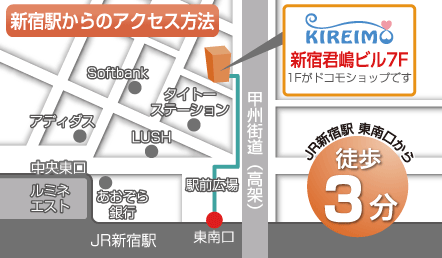 新宿駅からのアクセス方法
KIREIMO
新宿君嶋ビル7F
1Fがドコモショップです
Softbank
タイトー
ステーション
アディダス
LUSH
甲州街道（高架）
中央東口
ルミネ
エスト
あおぞら
銀行
駅前広場
JR新宿駅
東南口
JR新宿駅 東南口から
徒歩
3分